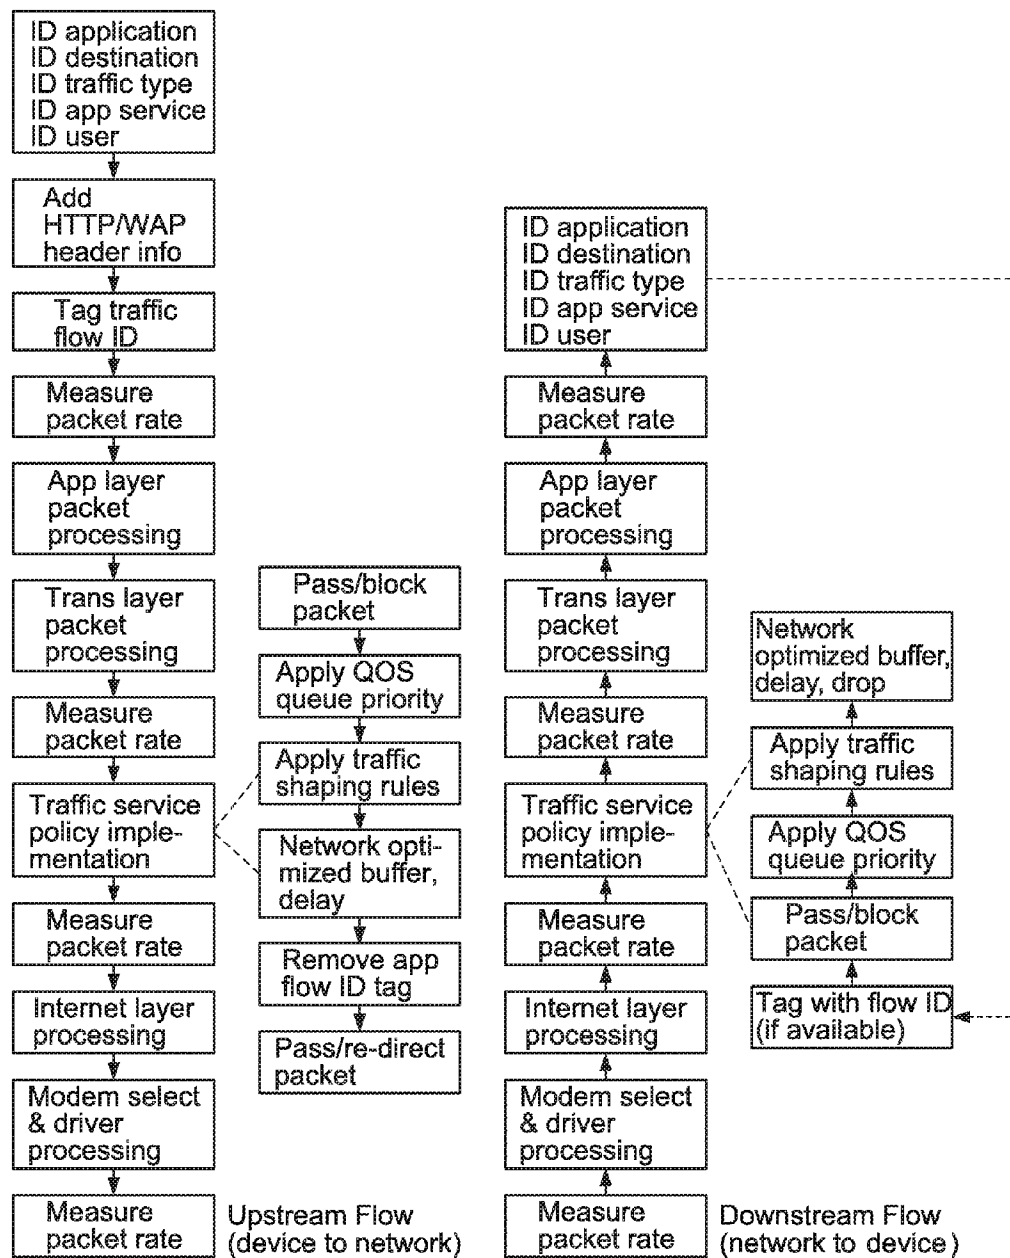 ID application
ID destination
ID traffic type
ID app service
ID user
Add
HTTP/WAP
header info
Tag traffic
flow ID
Measure
packet rate
App layer
packet
processing
Trans layer
packet
processing
Measure
packet rate
Traffic service
policy imple-
mentation
Measure
packet rate
Internet layer
processing
Modem select
& driver
processing
Measure
packet rate
Upstream Flow
(device to network)
Pass/block
packet
Apply QOS
queue priority
Apply traffic
shaping rules
Network opti-
mized buffer,
delay
Remove app
flow ID tag
Pass/re-direct
packet
ID application
ID destination
ID traffic type
ID app service
ID user
Measure
packet rate
App layer
packet
processing
Trans layer
packet
processing
Measure
packet rate
Traffic service
policy imple-
mentation
Measure
packet rate
Internet layer
processing
Modem select
& driver
processing
Measure
packet rate
Downstream Flow
(network to device)
Network
optimized buffer,
delay, drop
Apply traffic
shaping rules
Apply QOS
queue priority
Pass/block
packet
Tag with flow ID
(if available)